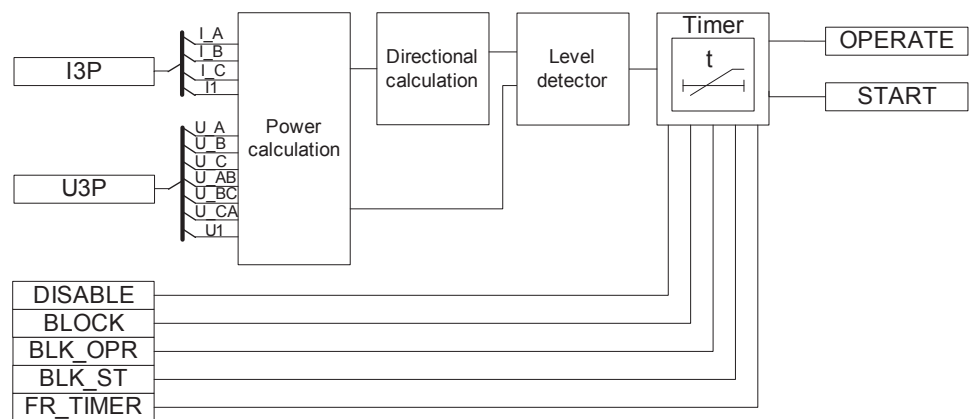 I3P
I_A
I_B
I_C
I1
U3P
U_A
U_B
U_C
U_AB
U_BC
U_CA
U1
Power
calculation
Directional
calculation
Level
detector
Timer
t
OPERATE
START
DISABLE
BLOCK
BLK_OPR
BLK_ST
FR_TIMER